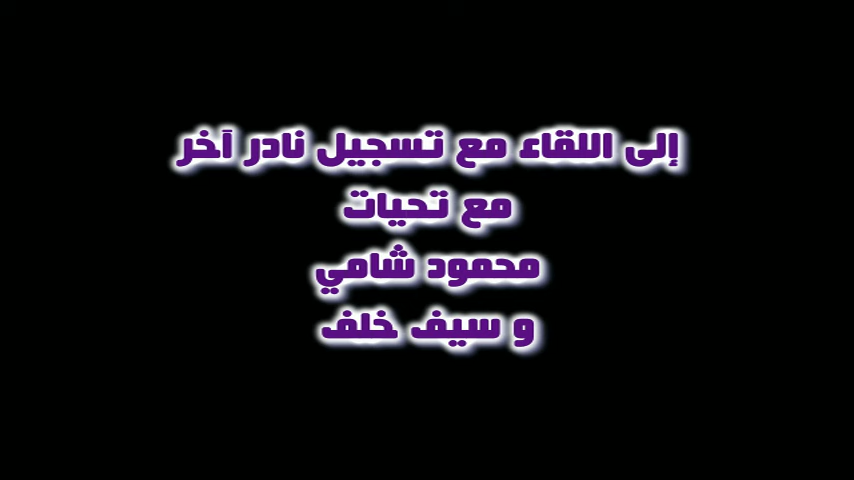 إلى اللقاء مع تسجيل نادر آخر
مع تحيات
محمود شامي
و سيف خلف